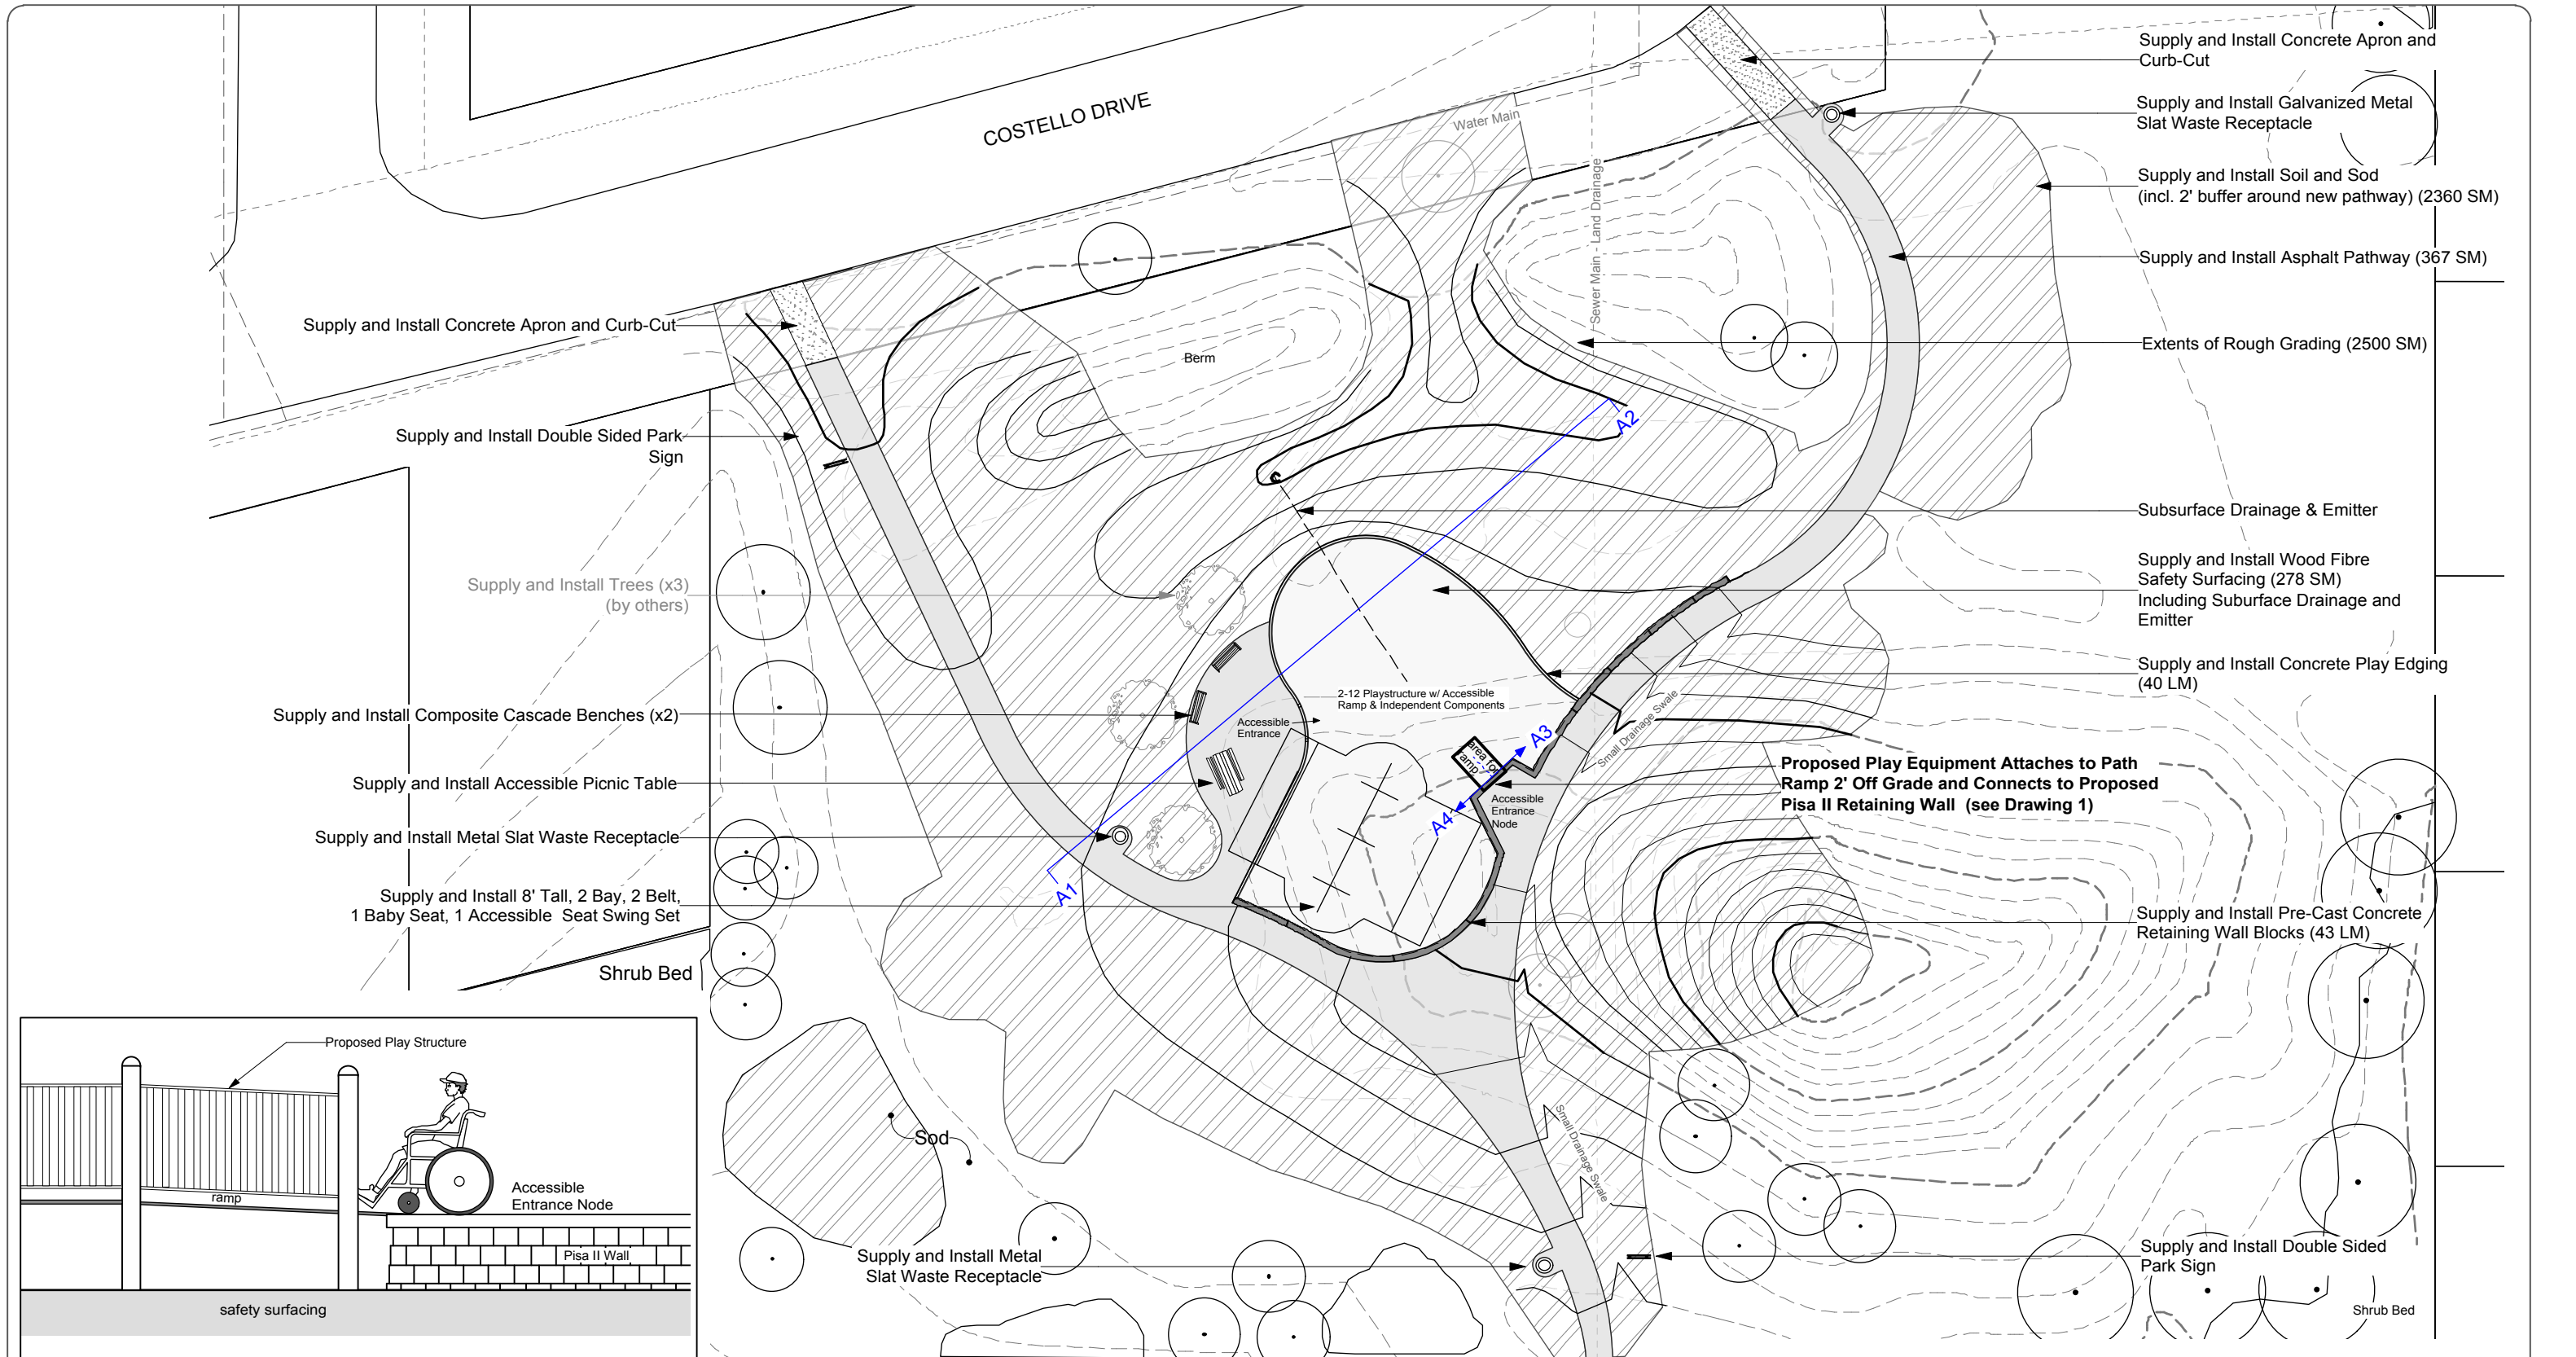 COSTELLO DRIVE
Water Main
Sewer Main - Land Drainage
Supply and Install Concrete Apron and
Curb-Cut
Supply and Install Galvanized Metal
Slat Waste Receptacle
Supply and Install Soil and Sod
(incl. 2' buffer around new pathway) (2360 SM)
Supply and Install Asphalt Pathway (367 SM)
Extents of Rough Grading (2500 SM)
Subsurface Drainage & Emitter
Supply and Install Wood Fibre
Safety Surfacing (278 SM)
Including Suburface Drainage and
Emitter
Supply and Install Concrete Play Edging
(40 LM)
Proposed Play Equipment Attaches to Path
Ramp 2' Off Grade and Connects to Proposed
Pisa II Retaining Wall (see Drawing 1)
Supply and Install Pre-Cast Concrete
Retaining Wall Blocks (43 LM)
Supply and Install Double Sided
Park Sign
Shrub Bed
Supply and Install Concrete Apron and Curb-Cut
Supply and Install Double Sided Park
Sign
Supply and Install Trees (x3)
(by others)
Supply and Install Composite Cascade Benches (x2)
Supply and Install Accessible Picnic Table
Supply and Install Metal Slat Waste Receptacle
Supply and Install 8' Tall, 2 Bay, 2 Belt,
1 Baby Seat, 1 Accessible Seat Swing Set
Shrub Bed
Berm
A2
2-12 Playstructure w/ Accessible
Ramp & Independent Components
Accessible
Entrance
area for
ramp
A3
A4
A1
Accessible
Entrance
Node
Small Drainage Swale
Small Drainage Swale
Sod
Supply and Install Metal
Slat Waste Receptacle
Proposed Play Structure
ramp
Accessible
Entrance Node
Pisa II Wall
safety surfacing